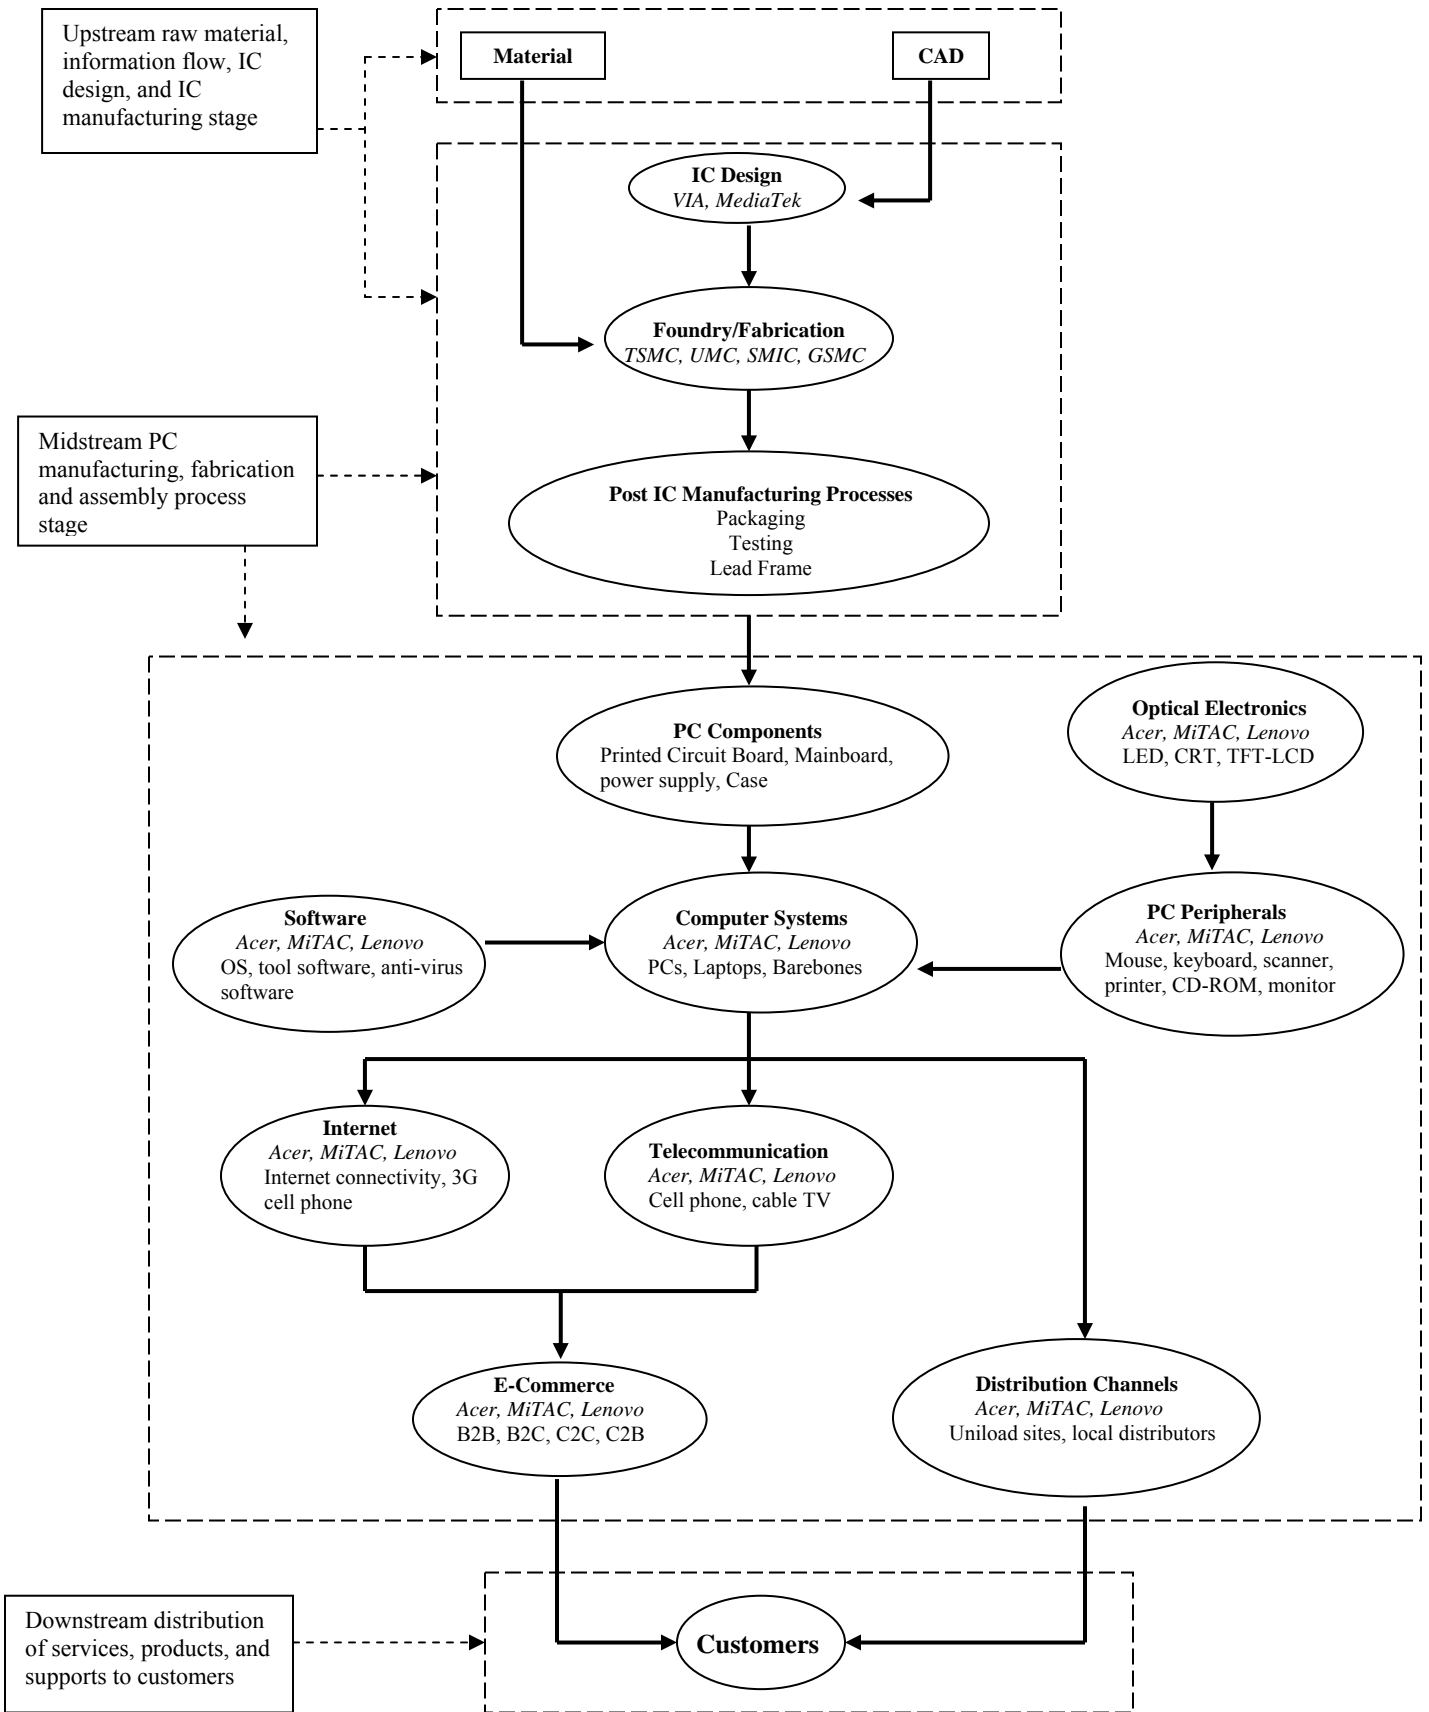 Upstream raw material,
information flow, IC
design, and IC
manufacturing stage
Material
CAD
IC Design
VIA, MediaTek
Foundry/Fabrication
TSMC, UMC, SMIC, GSMC
Midstream PC
manufacturing, fabrication
and assembly process
stage
Post IC Manufacturing Processes
Packaging
Testing
Lead Frame
PC Components
Printed Circuit Board, Mainboard,
power supply, Case
Optical Electronics
Acer, MiTAC, Lenovo
LED, CRT, TFT-LCD
Software
Acer, MiTAC, Lenovo
OS, tool software, anti-virus
software
Computer Systems
Acer, MiTAC, Lenovo
PCs, Laptops, Barebones
PC Peripherals
Acer, MiTAC, Lenovo
Mouse, keyboard, scanner,
printer, CD-ROM, monitor
Internet
Acer, MiTAC, Lenovo
Internet connectivity, 3G
cell phone
Telecommunication
Acer, MiTAC, Lenovo
Cell phone, cable TV
E-Commerce
Acer, MiTAC, Lenovo
B2B, B2C, C2C, C2B
Distribution Channels
Acer, MiTAC, Lenovo
Uniload sites, local distributors
Downstream distribution
of services, products, and
supports to customers
Customers